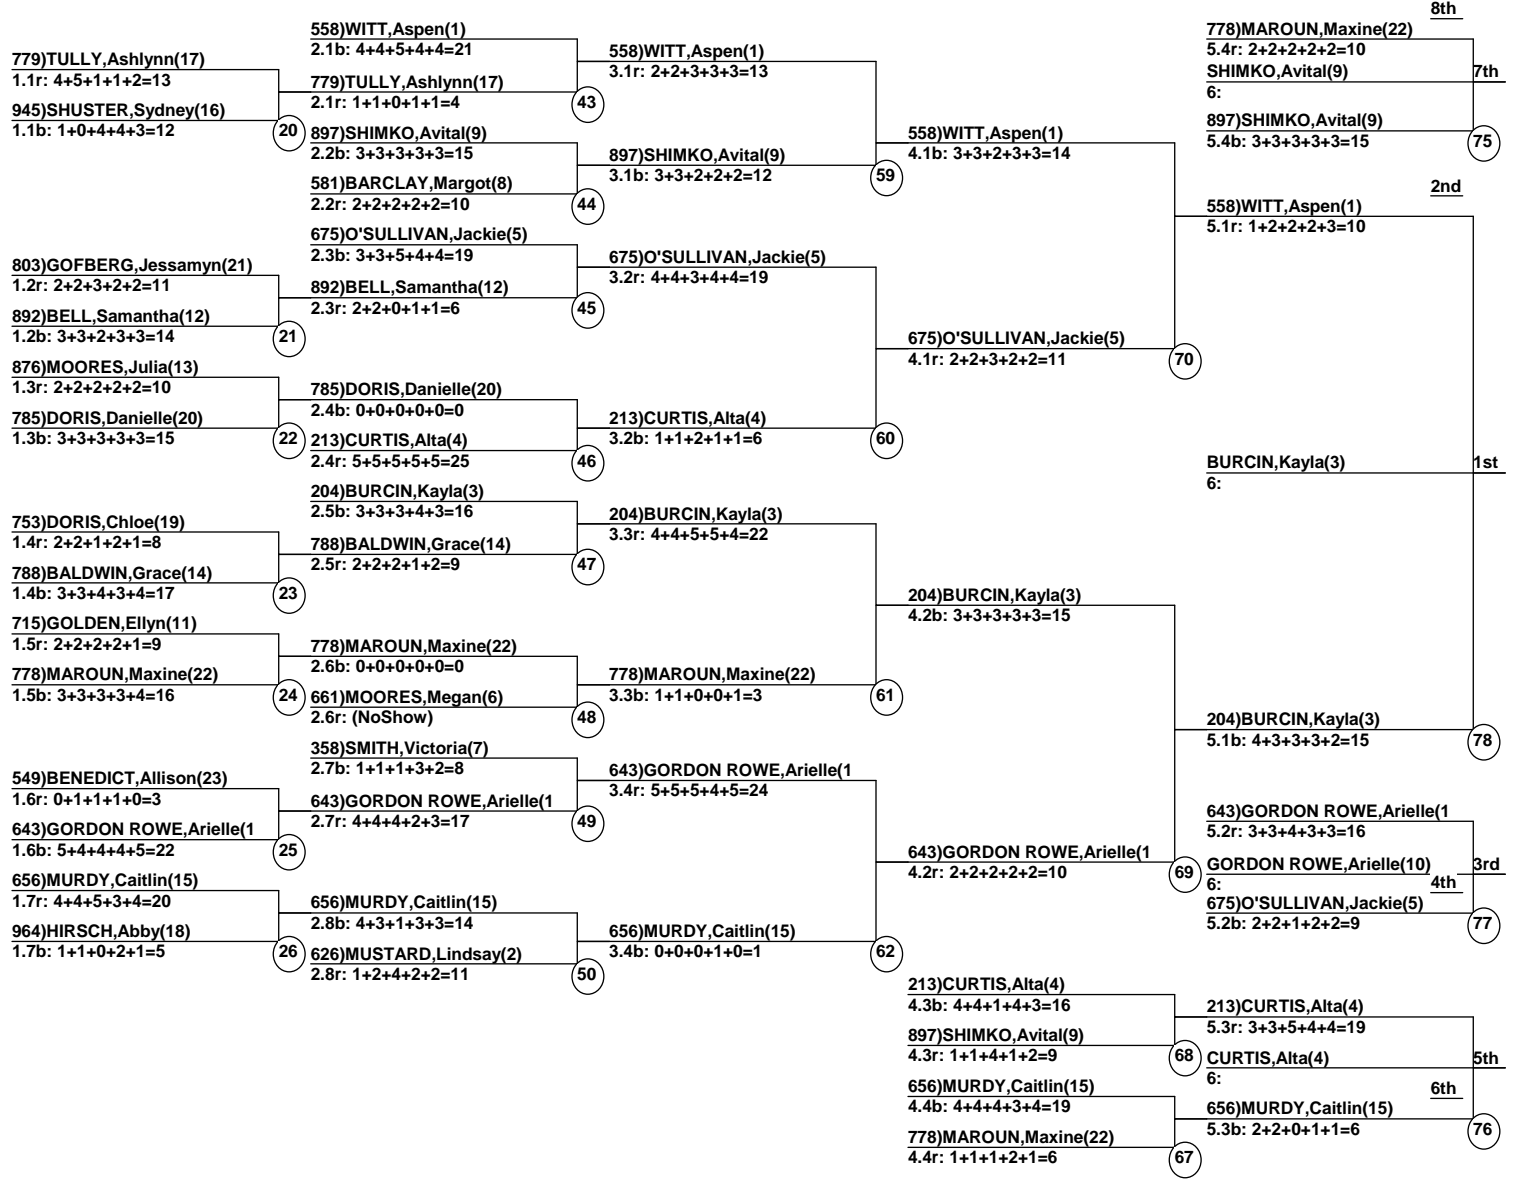 779)TULLY,Ashlynn(17)
1.1r: 4+5+1+1+2=13
945)SHUSTER,Sydney(16)
1.1b: 1+0+4+4+3=12
20
803)GOFBERG,Jessamyn(21)
1.2r: 2+2+3+2+2=11
892)BELL,Samantha(12)
1.2b: 3+3+2+3+3=14
21
876)MOORES,Julia(13)
1.3r: 2+2+2+2+2=10
785)DORIS,Danielle(20)
1.3b: 3+3+3+3+3=15
22
753)DORIS,Chloe(19)
1.4r: 2+2+1+2+1=8
788)BALDWIN,Grace(14)
1.4b: 3+3+4+3+4=17
23
715)GOLDEN,Ellyn(11)
1.5r: 2+2+2+2+1=9
778)MAROUN,Maxine(22)
1.5b: 3+3+3+3+4=16
24
549)BENEDICT,Allison(23)
1.6r: 0+1+1+1+0=3
643)GORDON ROWE,Arielle(1
1.6b: 5+4+4+4+5=22
25
656)MURDY,Caitlin(15)
1.7r: 4+4+5+3+4=20
964)HIRSCH,Abby(18)
1.7b: 1+1+0+2+1=5
26
558)WITT,Aspen(1)
2.1b: 4+4+5+4+4=21
779)TULLY,Ashlynn(17)
2.1r: 1+1+0+1+1=4
43
897)SHIMKO,Avital(9)
2.2b: 3+3+3+3+3=15
581)BARCLAY,Margot(8)
2.2r: 2+2+2+2+2=10
44
675)O'SULLIVAN,Jackie(5)
2.3b: 3+3+5+4+4=19
892)BELL,Samantha(12)
2.3r: 2+2+0+1+1=6
45
785)DORIS,Danielle(20)
2.4b: 0+0+0+0+0=0
213)CURTIS,Alta(4)
2.4r: 5+5+5+5+5=25
46
204)BURCIN,Kayla(3)
2.5b: 3+3+3+4+3=16
788)BALDWIN,Grace(14)
2.5r: 2+2+2+1+2=9
47
778)MAROUN,Maxine(22)
2.6b: 0+0+0+0+0=0
661)MOORES,Megan(6)
2.6r: (NoShow)
48
358)SMITH,Victoria(7)
2.7b: 1+1+1+3+2=8
643)GORDON ROWE,Arielle(1
2.7r: 4+4+4+2+3=17
49
656)MURDY,Caitlin(15)
2.8b: 4+3+1+3+3=14
626)MUSTARD,Lindsay(2)
2.8r: 1+2+4+2+2=11
50
558)WITT,Aspen(1)
3.1r: 2+2+3+3+3=13
897)SHIMKO,Avital(9)
3.1b: 3+3+2+2+2=12
59
675)O'SULLIVAN,Jackie(5)
3.2r: 4+4+3+4+4=19
213)CURTIS,Alta(4)
3.2b: 1+1+2+1+1=6
60
204)BURCIN,Kayla(3)
3.3r: 4+4+5+5+4=22
778)MAROUN,Maxine(22)
3.3b: 1+1+0+0+1=3
61
643)GORDON ROWE,Arielle(1
3.4r: 5+5+5+4+5=24
656)MURDY,Caitlin(15)
3.4b: 0+0+0+1+0=1
62
558)WITT,Aspen(1)
4.1b: 3+3+2+3+3=14
675)O'SULLIVAN,Jackie(5)
4.1r: 2+2+3+2+2=11
70
204)BURCIN,Kayla(3)
4.2b: 3+3+3+3+3=15
643)GORDON ROWE,Arielle(1
4.2r: 2+2+2+2+2=10
69
213)CURTIS,Alta(4)
4.3b: 4+4+1+4+3=16
897)SHIMKO,Avital(9)
4.3r: 1+1+4+1+2=9
68
656)MURDY,Caitlin(15)
4.4b: 4+4+4+3+4=19
778)MAROUN,Maxine(22)
4.4r: 1+1+1+2+1=6
67
8th
778)MAROUN,Maxine(22)
5.4r: 2+2+2+2+2=10
SHIMKO,Avital(9)
7th
6:
897)SHIMKO,Avital(9)
5.4b: 3+3+3+3+3=15
75
2nd
558)WITT,Aspen(1)
5.1r: 1+2+2+2+3=10
BURCIN,Kayla(3)
1st
6:
204)BURCIN,Kayla(3)
5.1b: 4+3+3+3+2=15
78
643)GORDON ROWE,Arielle(1
5.2r: 3+3+4+3+3=16
GORDON ROWE,Arielle(10)
3rd
6:
4th
675)O'SULLIVAN,Jackie(5)
5.2b: 2+2+1+2+2=9
77
213)CURTIS,Alta(4)
5.3r: 3+3+5+4+4=19
CURTIS,Alta(4)
5th
6:
6th
656)MURDY,Caitlin(15)
5.3b: 2+2+0+1+1=6
76